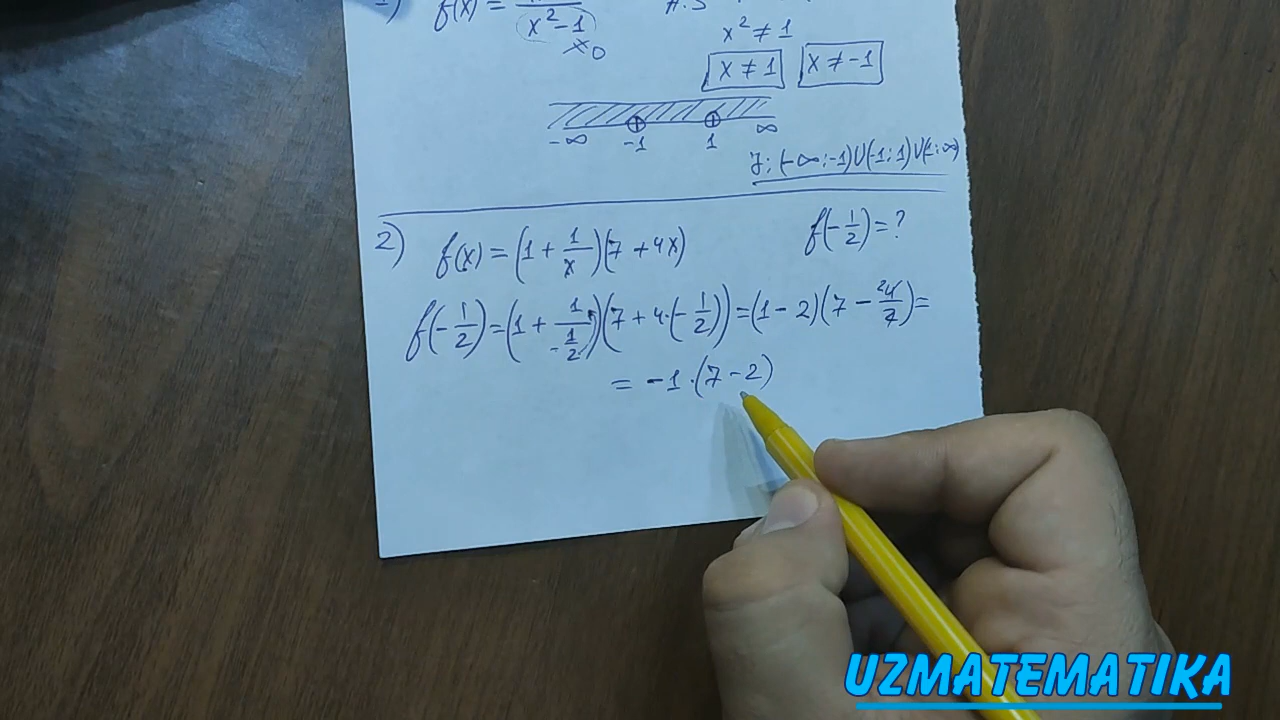 1) f(x) = x² - 1
≠ 0
x² ≠ 1
x ≠ 1 x ≠ -1
-∞ -1 1 ∞
J: (-∞; -1) U (-1; 1) U (1; ∞)
2) f(x) = (1 + 1/x)(7 + 4x) f(-1/2) = ?
f(-1/2) = (1 + 1/(-1/2))(7 + 4·(-1/2)) = (1 - 2)(7 - 4/2) =
= -1·(7 - 2)
UZMATEMATIKA